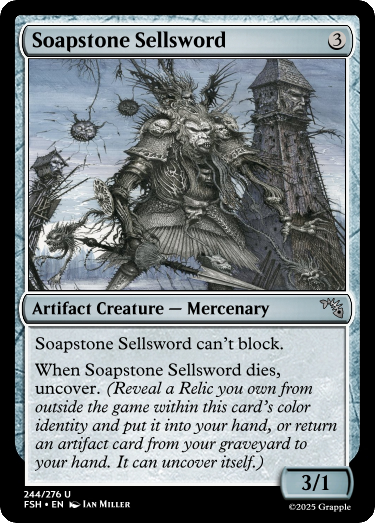 Soapstone Sellsword 3
Artifact Creature — Mercenary
Soapstone Sellsword can't block.
When Soapstone Sellsword dies,
uncover. (Reveal a Relic you own from
outside the game within this card's color
identity and put it into your hand, or return
an artifact card from your graveyard to
your hand. It can uncover itself.)
3/1
244/276 U
FSH • EN Ian Miller
©2025 Grapple